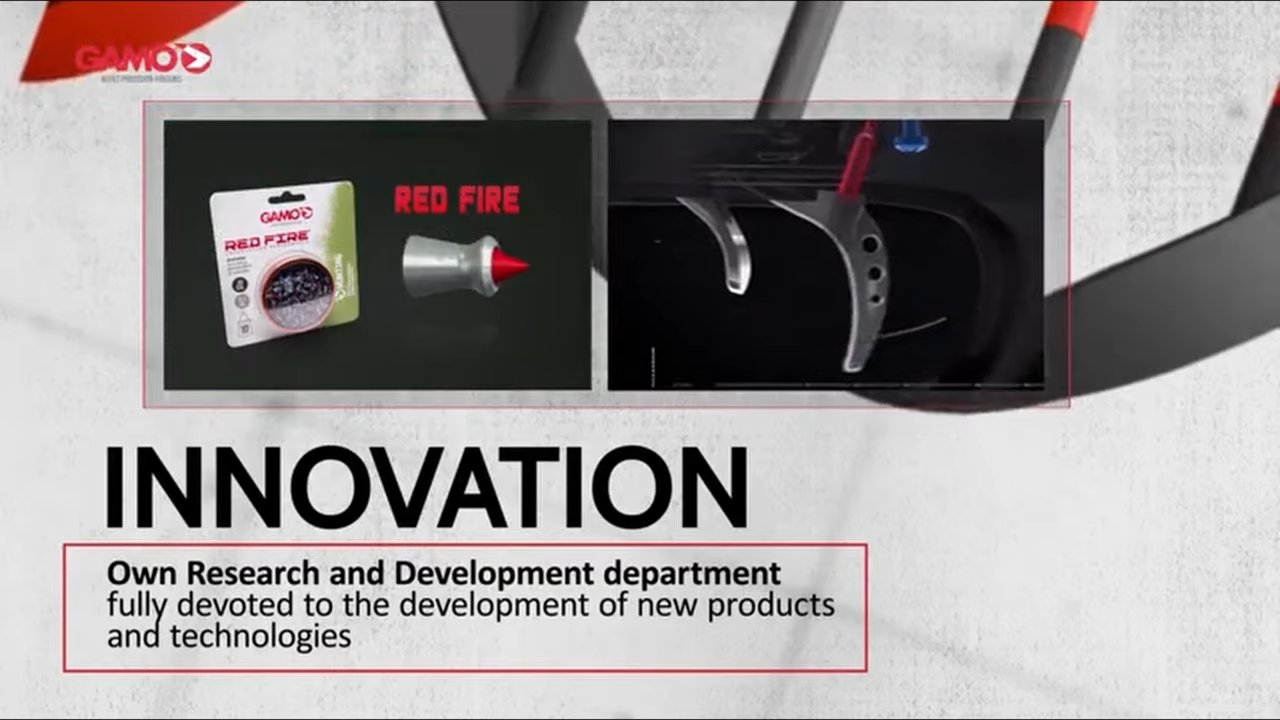 GAMO
RED FIRE
GAMO
RED FIRE
INNOVATION
Own Research and Development department
fully devoted to the development of new products
and technologies